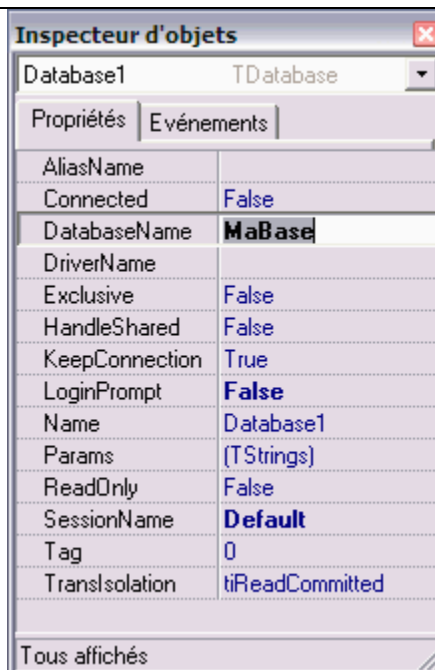 Inspecteur d'objets
Database1 TDatabase
Propriétés Evénements
AliasName
Connected False
DatabaseName MaBase
DriverName
Exclusive False
HandleShared False
KeepConnection True
LoginPrompt False
Name Database1
Params (TStrings)
ReadOnly False
SessionName Default
Tag 0
TransIsolation tiReadCommitted
Tous affichés